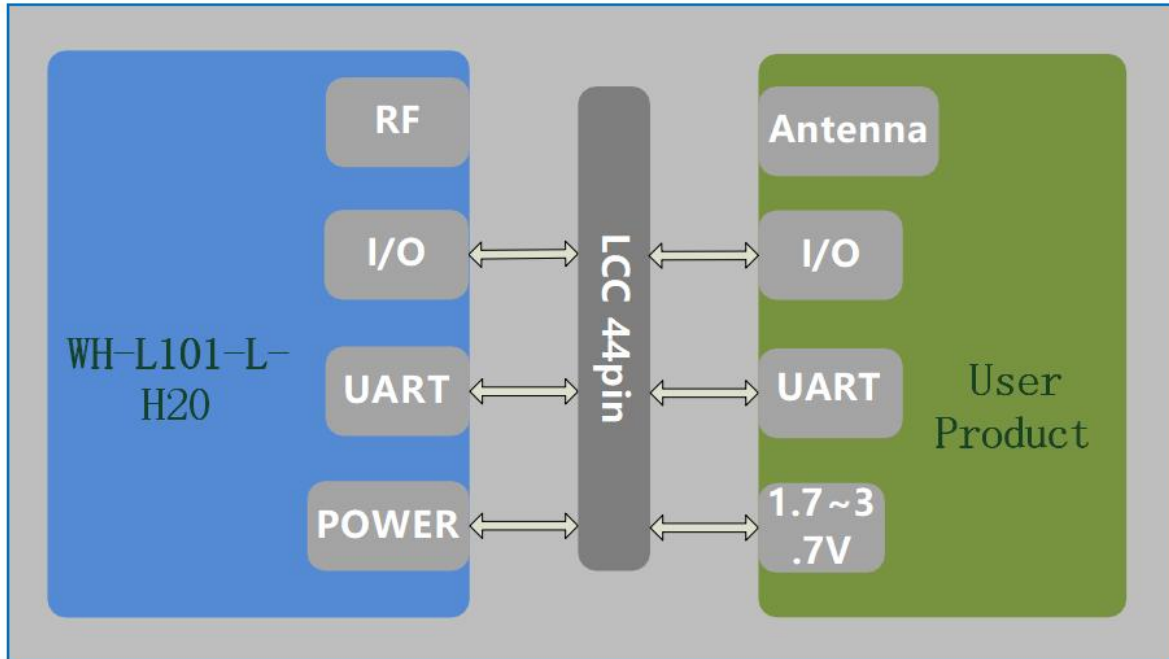 RF
I/O
UART
POWER
WH-L101-L-
H20
LCC 44pin
Antenna
I/O
UART
1.7~3
.7V
User
Product